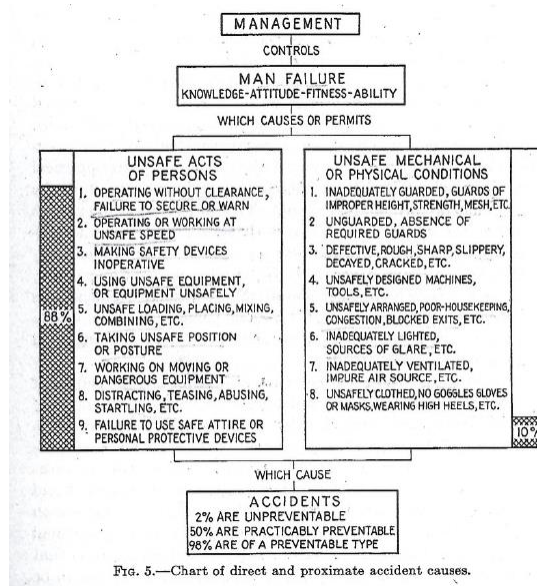 MANAGEMENT
CONTROLS
MAN FAILURE
KNOWLEDGE-ATTITUDE-FITNESS-ABILITY
WHICH CAUSES OR PERMITS
UNSAFE ACTS
OF PERSONS
1. OPERATING WITHOUT CLEARANCE,
FAILURE TO SECURE OR WARN
2. OPERATING OR WORKING AT
UNSAFE SPEED
3. MAKING SAFETY DEVICES
INOPERATIVE
4. USING UNSAFE EQUIPMENT,
OR EQUIPMENT UNSAFELY
5. UNSAFE LOADING, PLACING, MIXING,
COMBINING, ETC.
6. TAKING UNSAFE POSITION
OR POSTURE
7. WORKING ON MOVING OR
DANGEROUS EQUIPMENT
8. DISTRACTING, TEASING, ABUSING,
STARTLING, ETC.
9. FAILURE TO USE SAFE ATTIRE OR
PERSONAL PROTECTIVE DEVICES
88%
UNSAFE MECHANICAL
OR PHYSICAL CONDITIONS
1. INADEQUATELY GUARDED, GUARDS OF
IMPROPER HEIGHT, STRENGTH, MESH, ETC.
2 UNGUARDED, ABSENCE OF
REQUIRED GUARDS
3. DEFECTIVE, ROUGH, SHARP, SLIPPERY,
DECAYED, CRACKED, ETC.
4. UNSAFELY DESIGNED MACHINES,
TOOLS, ETC.
5. UNSAFELY ARRANGED, POOR-HOUSEKEEPING,
CONGESTION, BLOCKED EXITS, ETC.
6. INADEQUATELY LIGHTED,
SOURCES OF GLARE, ETC.
7. INADEQUATELY VENTILATED,
IMPURE AIR SOURCE, ETC.
8. UNSAFELY CLOTHED, NO GOGGLES GLOVES
OR MASKS, WEARING HIGH HEELS, ETC.
10%
WHICH CAUSE
ACCIDENTS
2% ARE UNPREVENTABLE
50% ARE PRACTICABLY PREVENTABLE
98% ARE OF A PREVENTABLE TYPE
FIG. 5.—Chart of direct and proximate accident causes.